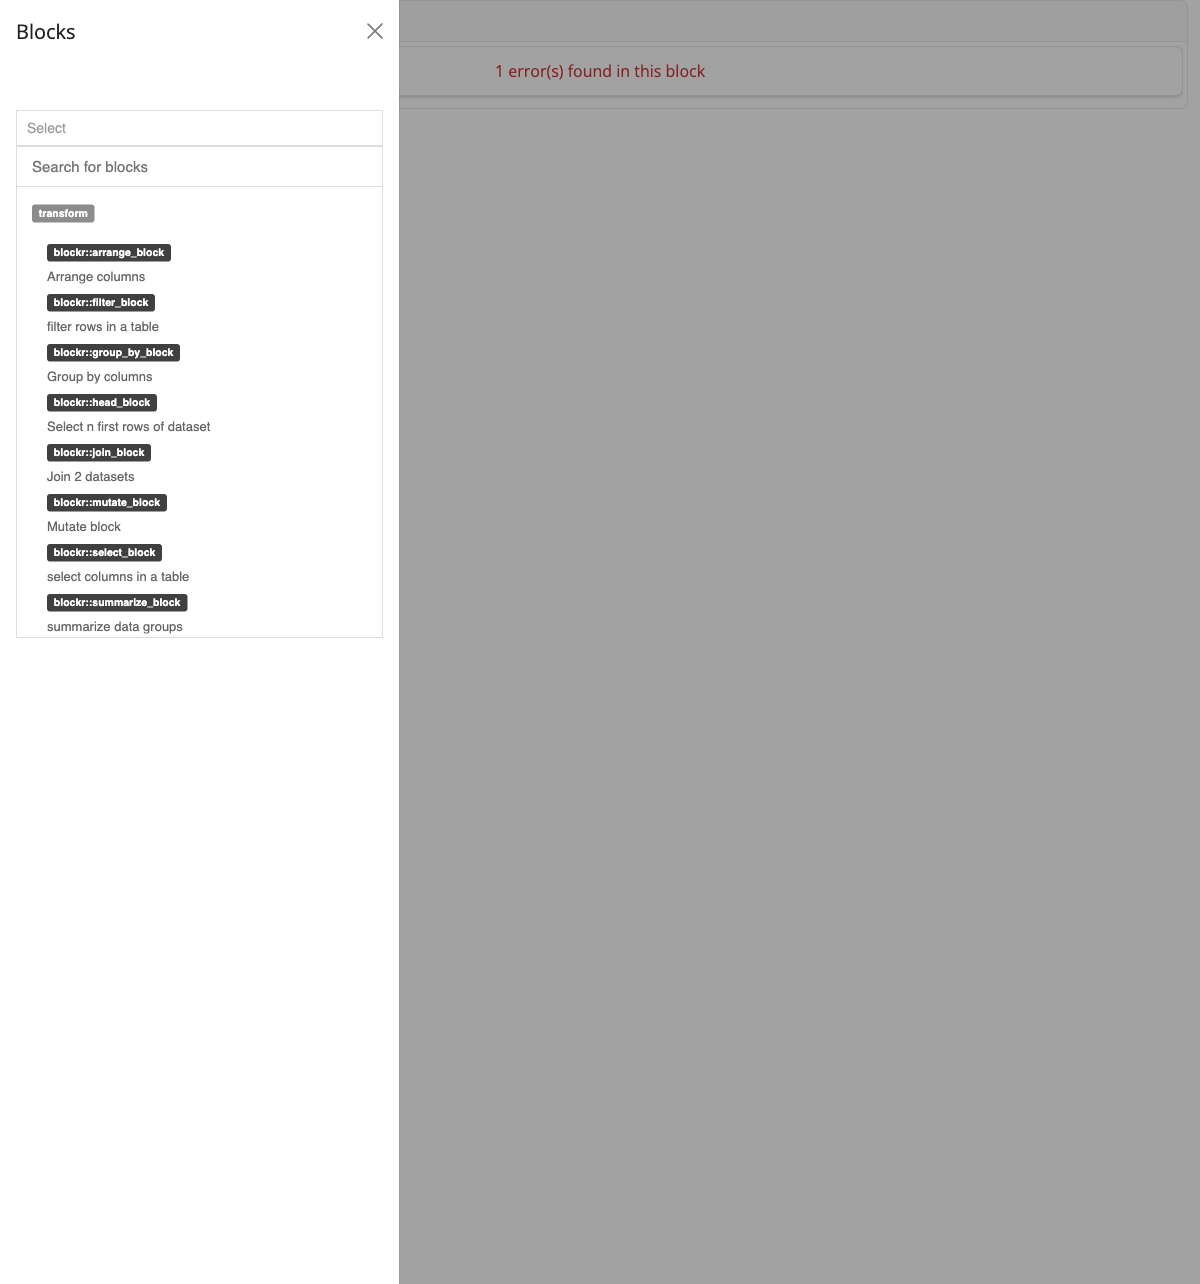 Blocks
1 error(s) found in this block
Select
Search for blocks
transform
blockr::arrange_block
Arrange columns
blockr::filter_block
filter rows in a table
blockr::group_by_block
Group by columns
blockr::head_block
Select n first rows of dataset
blockr::join_block
Join 2 datasets
blockr::mutate_block
Mutate block
blockr::select_block
select columns in a table
blockr::summarize_block
summarize data groups